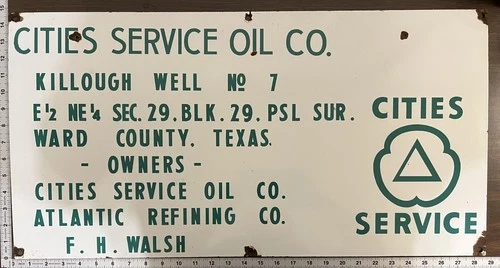 CITIES SERVICE OIL CO.
KILLOUGH WELL Nº 7
E½ NE¼ SEC. 29. BLK. 29. PSL SUR.
WARD COUNTY. TEXAS.
- OWNERS -
CITIES SERVICE OIL CO.
ATLANTIC REFINING CO.
F. H. WALSH
CITIES
SERVICE